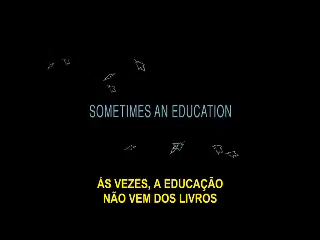 SOMETIMES AN EDUCATION
ÁS VEZES, A EDUCAÇÃO
NÃO VEM DOS LIVROS